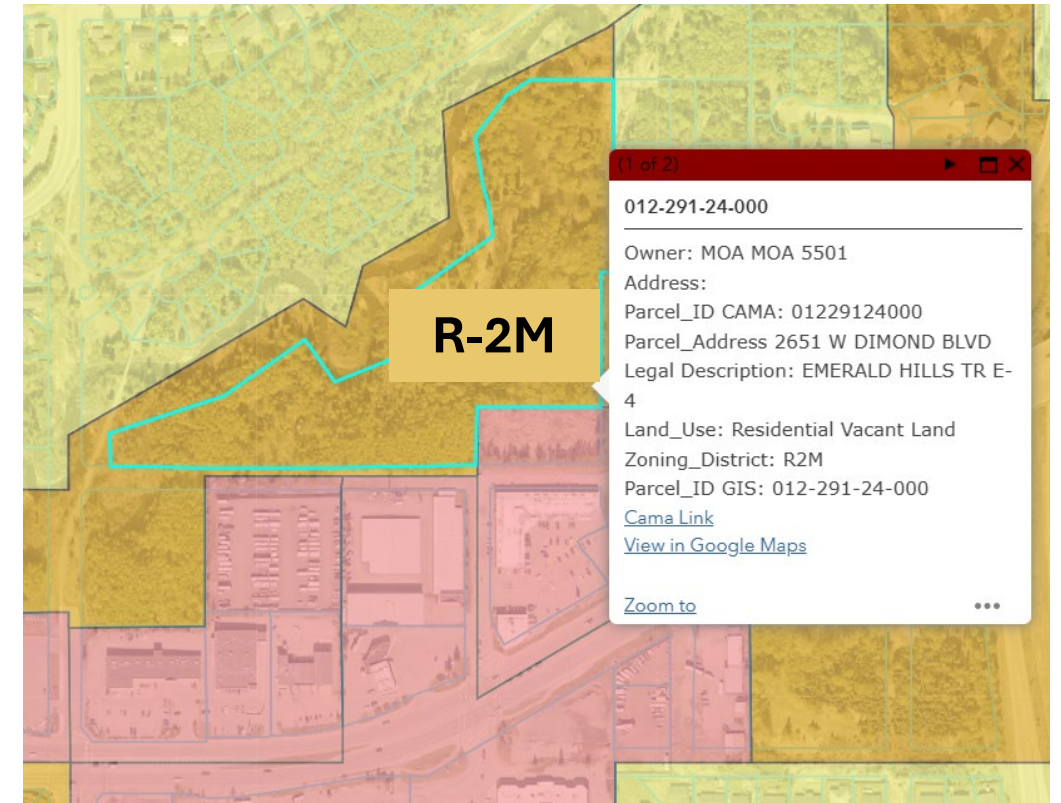 (1 of 2)
012-291-24-000
Owner: MOA MOA 5501
Address:
Parcel_ID CAMA: 01229124000
R-2M
Parcel_Address 2651 W DIMOND BLVD
Legal Description: EMERALD HILLS TR E-
4
Land_Use: Residential Vacant Land
Zoning_District: R2M
Parcel_ID GIS: 012-291-24-000
Cama Link
View in Google Maps
Zoom to